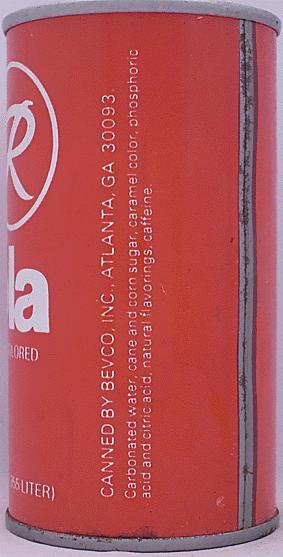 R
la
OLORED
355 LITER)
CANNED BY BEVCO, INC., ATLANTA, GA 30093.
Carbonated water, cane and corn sugar, caramel color, phosphoric
acid and citric acid, natural flavorings, caffeine.